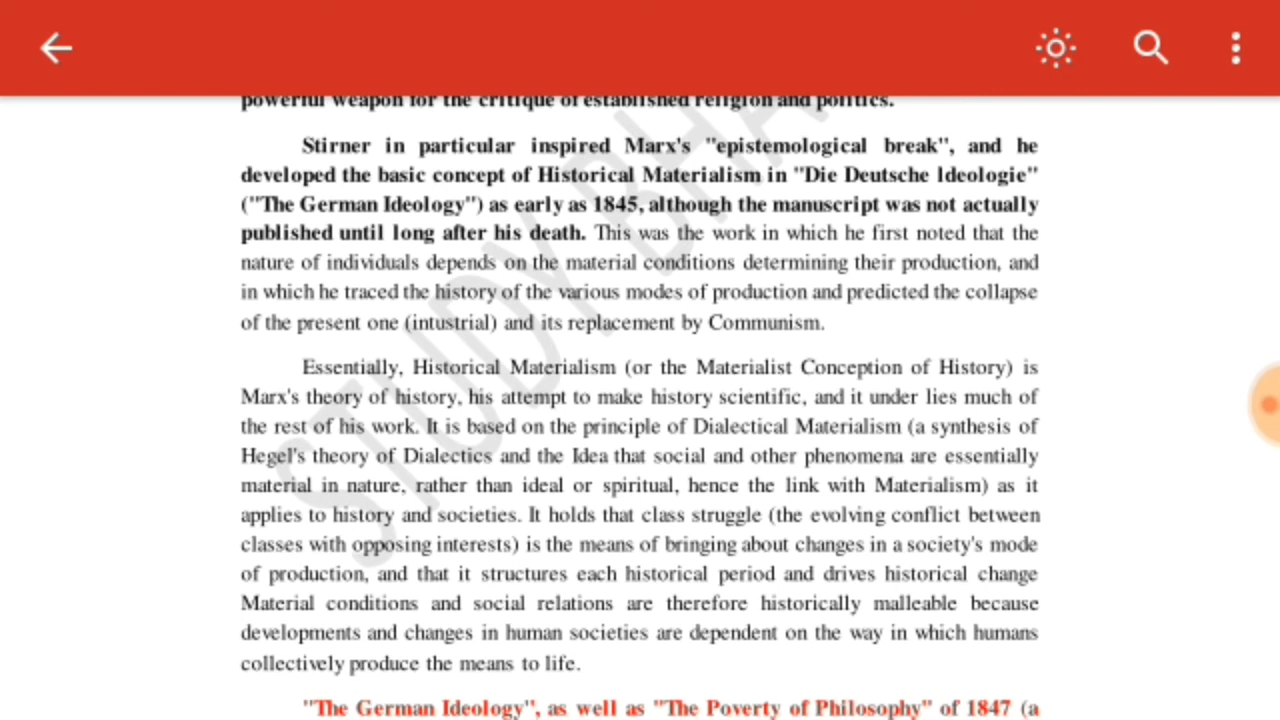 powerful weapon for the critique of established religion and politics.
Stirner in particular inspired Marx's "epistemological break", and he
developed the basic concept of Historical Materialism in "Die Deutsche Ideologie"
("The German Ideology") as early as 1845, although the manuscript was not actually
published until long after his death. This was the work in which he first noted that the
nature of individuals depends on the material conditions determining their production, and
in which he traced the history of the various modes of production and predicted the collapse
of the present one (intustrial) and its replacement by Communism.
Essentially, Historical Materialism (or the Materialist Conception of History) is
Marx's theory of history, his attempt to make history scientific, and it under lies much of
the rest of his work. It is based on the principle of Dialectical Materialism (a synthesis of
Hegel's theory of Dialectics and the Idea that social and other phenomena are essentially
material in nature, rather than ideal or spiritual, hence the link with Materialism) as it
applies to history and societies. It holds that class struggle (the evolving conflict between
classes with opposing interests) is the means of bringing about changes in a society's mode
of production, and that it structures each historical period and drives historical change
Material conditions and social relations are therefore historically malleable because
developments and changes in human societies are dependent on the way in which humans
collectively produce the means to life.
"The German Ideology", as well as "The Poverty of Philosophy" of 1847 (a
STUDY BHA